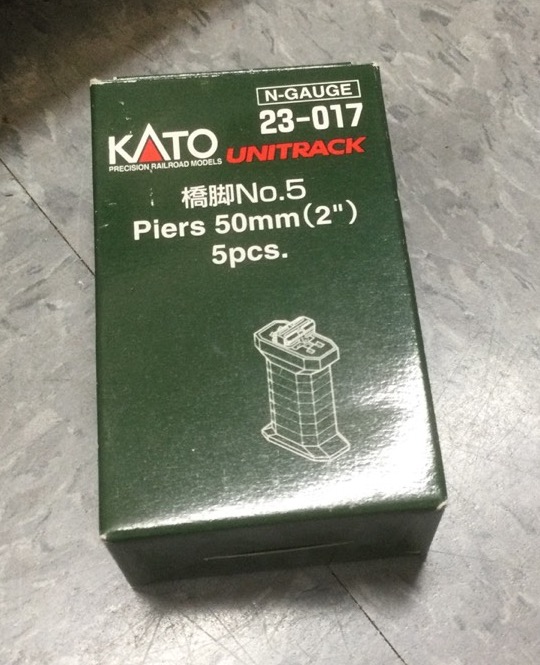 N-GAUGE
23-017
KATO UNITRACK
PRECISION RAILROAD MODELS
橋脚No.5
Piers 50mm(2")
5pcs.